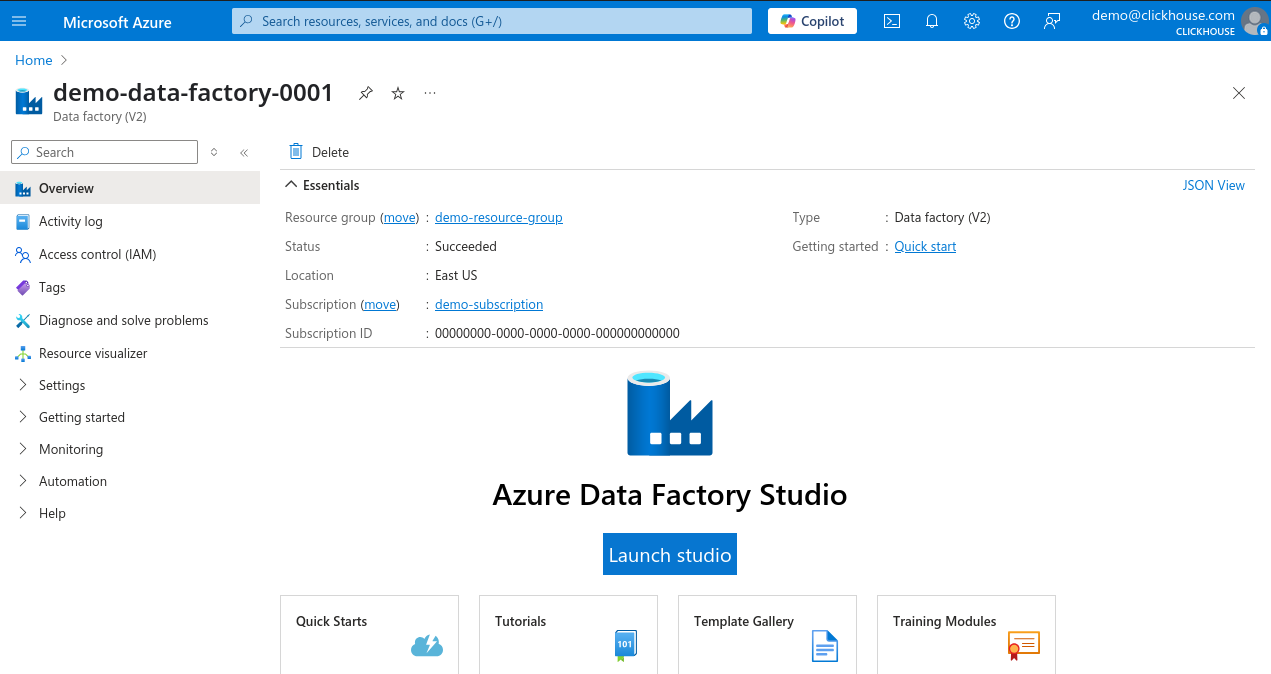 Microsoft Azure
Search resources, services, and docs (G+/)
Copilot
demo@clickhouse.com
CLICKHOUSE
Home
demo-data-factory-0001
Data factory (V2)
Search
Overview
Activity log
Access control (IAM)
Tags
Diagnose and solve problems
Resource visualizer
Settings
Getting started
Monitoring
Automation
Help
Delete
Essentials
JSON View
Resource group (move) : demo-resource-group
Status : Succeeded
Location : East US
Subscription (move) : demo-subscription
Subscription ID : 00000000-0000-0000-0000-000000000000
Type : Data factory (V2)
Getting started : Quick start
Azure Data Factory Studio
Launch studio
Quick Starts
Tutorials
101
Template Gallery
Training Modules